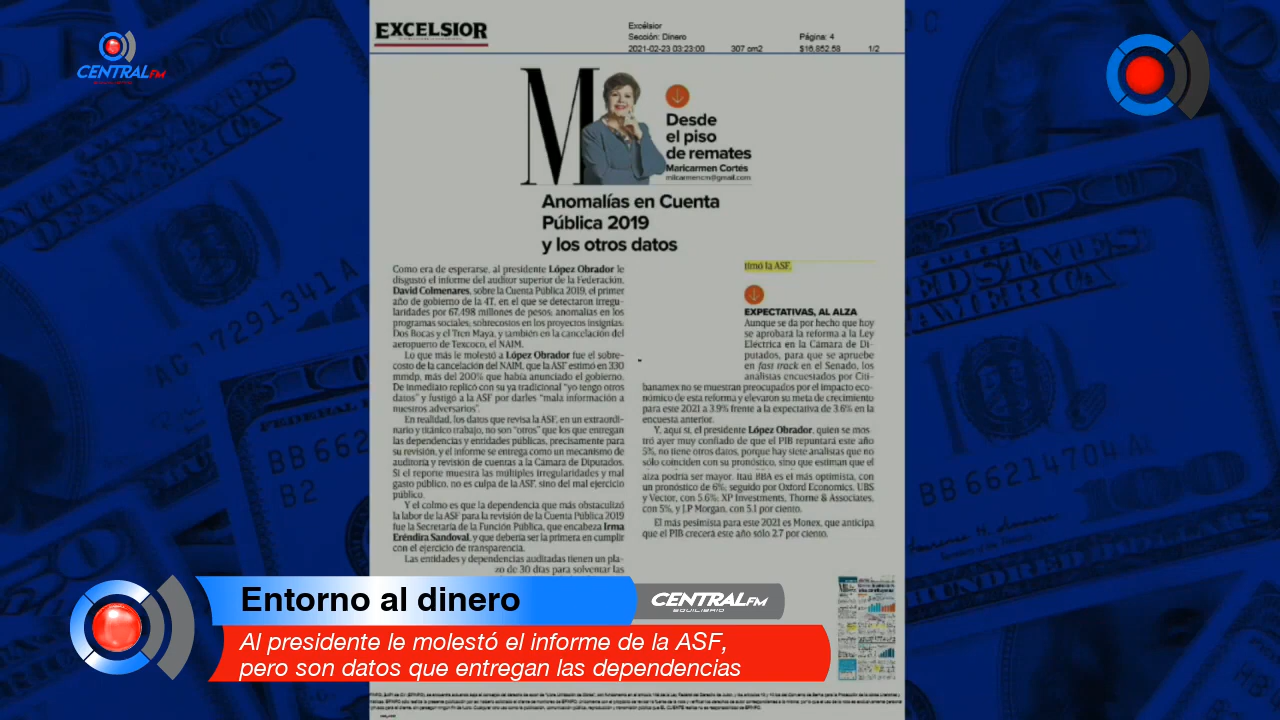 CENTRAL FM
EXCELSIOR
Excélsior
Sección: Dinero
Página: 4
2021-02-23 03:23:00 307 cm2 $16,852.58 1/2
M
Desde
el piso
de remates
Maricarmen Cortés
milcarmencm@gmail.com
Anomalías en Cuenta
Pública 2019
y los otros datos
Como era de esperarse, al presidente López Obrador le
disgustó el informe del auditor superior de la Federación,
David Colmenares, sobre la Cuenta Pública 2019, el primer
año de gobierno de la 4T, en el que se detectaron irregu-
laridades por 67,498 millones de pesos; anomalías en los
programas sociales; sobrecostos en los proyectos insignias:
Dos Bocas y el Tren Maya, y también en la cancelación del
aeropuerto de Texcoco, el NAIM.
Lo que más le molestó a López Obrador fue el sobre-
costo de la cancelación del NAIM, que la ASF estimó en 330
mmdp, más del 200% que había anunciado el gobierno.
De inmediato replicó con su ya tradicional "yo tengo otros
datos" y fustigó a la ASF por darles "mala información a
nuestros adversarios".
En realidad, los datos que revisa la ASF, en un extraordi-
nario y titánico trabajo, no son "otros" que los que entregan
las dependencias y entidades públicas, precisamente para
su revisión, y el informe se entrega como un mecanismo de
auditoría y revisión de cuentas a la Cámara de Diputados.
Si el reporte muestra las múltiples irregularidades y mal
gasto público, no es culpa de la ASF, sino del mal ejercicio
público.
Y el colmo es que la dependencia que más obstaculizó
la labor de la ASF para la revisión de la Cuenta Pública 2019
fue la Secretaría de la Función Pública, que encabeza Irma
Eréndira Sandoval, y que debería ser la primera en cumplir
con el ejercicio de transparencia.
Las entidades y dependencias auditadas tienen un pla-
zo de 30 días para solventar las
timó la ASF.
EXPECTATIVAS, AL ALZA
Aunque se da por hecho que hoy
se aprobará la reforma a la Ley
Eléctrica en la Cámara de Di-
putados, para que se apruebe
en fast track en el Senado, los
analistas encuestados por Citi-
banamex no se muestran preocupados por el impacto eco-
nómico de esta reforma y elevaron su meta de crecimiento
para este 2021 a 3.9% frente a la expectativa de 3.6% en la
encuesta anterior.
Y, aquí sí, el presidente López Obrador, quien se mos-
tró ayer muy confiado de que el PIB repuntará este año
5%, no tiene otros datos, porque hay siete analistas que no
sólo coinciden con su pronóstico, sino que estiman que el
alza podría ser mayor. Itaú BBA es el más optimista, con
un pronóstico de 6%; seguido por Oxford Economics, UBS
y Vector, con 5.6%; XP Investments, Thorne & Associates,
con 5%, y J.P Morgan, con 5.1 por ciento.
El más pesimista para este 2021 es Monex, que anticipa
que el PIB crecerá este año sólo 2.7 por ciento.
Entorno al dinero
CENTRAL FM
EQUILIBRIO
Al presidente le molestó el informe de la ASF,
pero son datos que entregan las dependencias